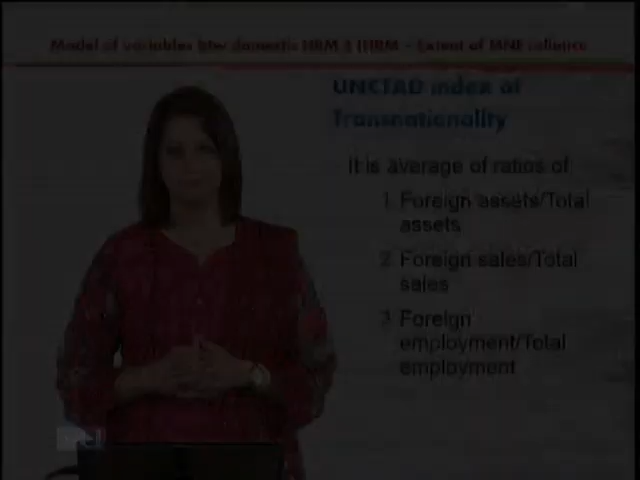 Model of variables btw domestic HRM & IHRM – Extent of MNE reliance
UNCTAD index of
Transnationality
It is average of ratios of
1. Foreign assets/Total
assets
2. Foreign sales/Total
sales
3. Foreign
employment/Total
employment